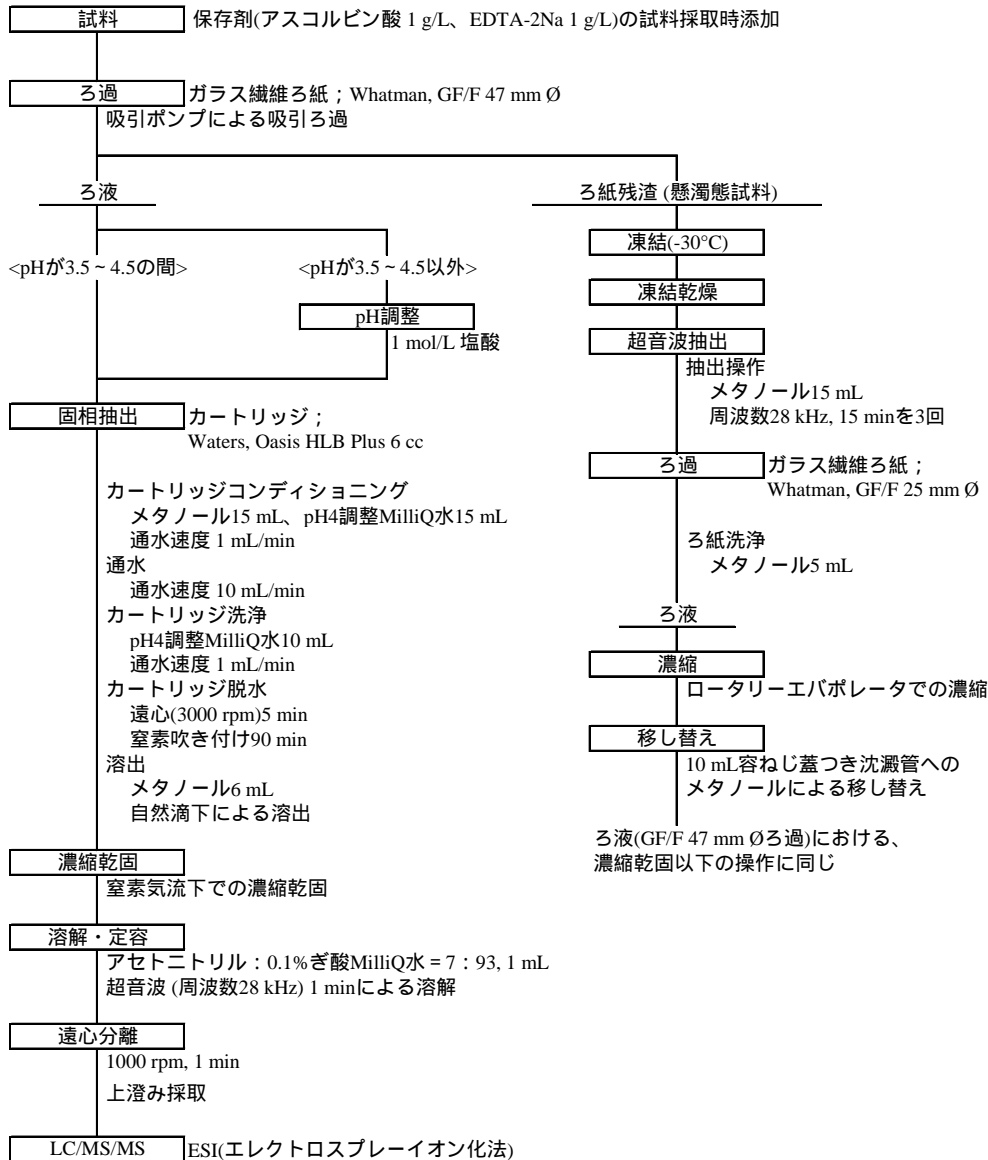 試料
保存剤(アスコルビン酸 1 g/L、EDTA-2Na 1 g/L)の試料採取時添加
ろ過
ガラス繊維ろ紙；Whatman, GF/F 47 mm Ø
吸引ポンプによる吸引ろ過
ろ液
<pHが3.5 ~ 4.5の間>
<pHが3.5 ~ 4.5以外>
pH調整
1 mol/L 塩酸
固相抽出
カートリッジ；
Waters, Oasis HLB Plus 6 cc
カートリッジコンディショニング
メタノール15 mL、pH4調整MilliQ水15 mL
通水速度 1 mL/min
通水
通水速度 10 mL/min
カートリッジ洗浄
pH4調整MilliQ水10 mL
通水速度 1 mL/min
カートリッジ脱水
遠心(3000 rpm)5 min
窒素吹き付け90 min
溶出
メタノール6 mL
自然滴下による溶出
濃縮乾固
窒素気流下での濃縮乾固
溶解・定容
アセトニトリル：0.1%ぎ酸MilliQ水 = 7：93, 1 mL
超音波 (周波数28 kHz) 1 minによる溶解
遠心分離
1000 rpm, 1 min
上澄み採取
LC/MS/MS
ESI(エレクトロスプレーイオン化法)
ろ紙残渣 (懸濁態試料)
凍結(-30°C)
凍結乾燥
超音波抽出
抽出操作
メタノール15 mL
周波数28 kHz, 15 minを3回
ろ過
ガラス繊維ろ紙；
Whatman, GF/F 25 mm Ø
ろ紙洗浄
メタノール5 mL
ろ液
濃縮
ロータリーエバポレータでの濃縮
移し替え
10 mL容ねじ蓋つき沈澱管への
メタノールによる移し替え
ろ液(GF/F 47 mm Øろ過)における、
濃縮乾固以下の操作に同じ